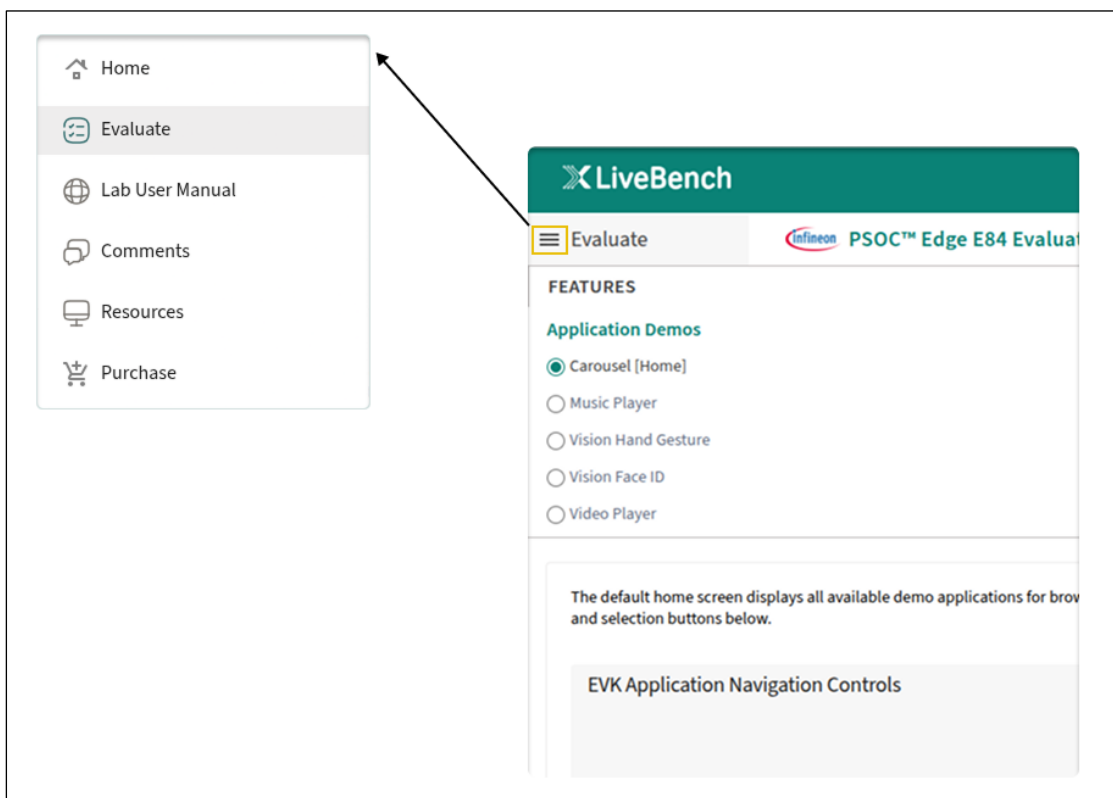 Home
Evaluate
Lab User Manual
Comments
Resources
Purchase
LiveBench
Evaluate
infineon PSOC™ Edge E84 Evaluat
FEATURES
Application Demos
Carousel [Home]
Music Player
Vision Hand Gesture
Vision Face ID
Video Player
The default home screen displays all available demo applications for brow
and selection buttons below.
EVK Application Navigation Controls